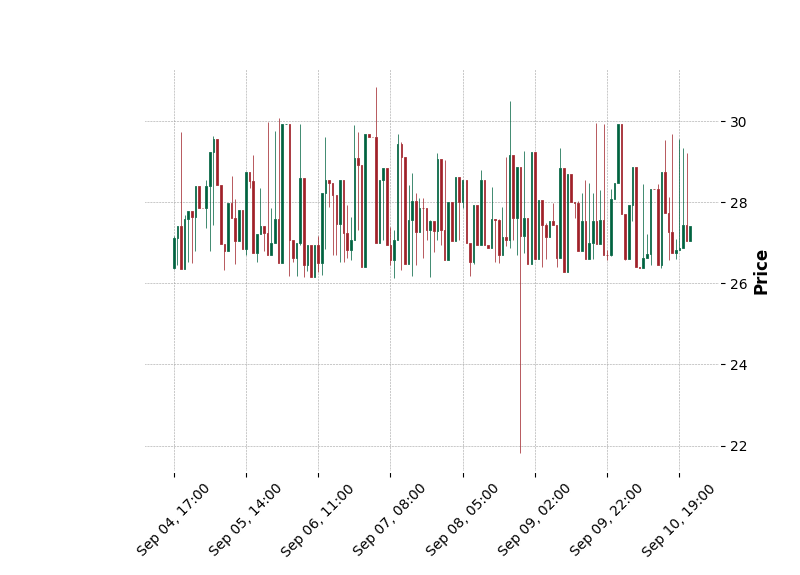 30
28
26
24
22
Price
Sep 04, 17:00
Sep 05, 14:00
Sep 06, 11:00
Sep 07, 08:00
Sep 08, 05:00
Sep 09, 02:00
Sep 09, 22:00
Sep 10, 19:00